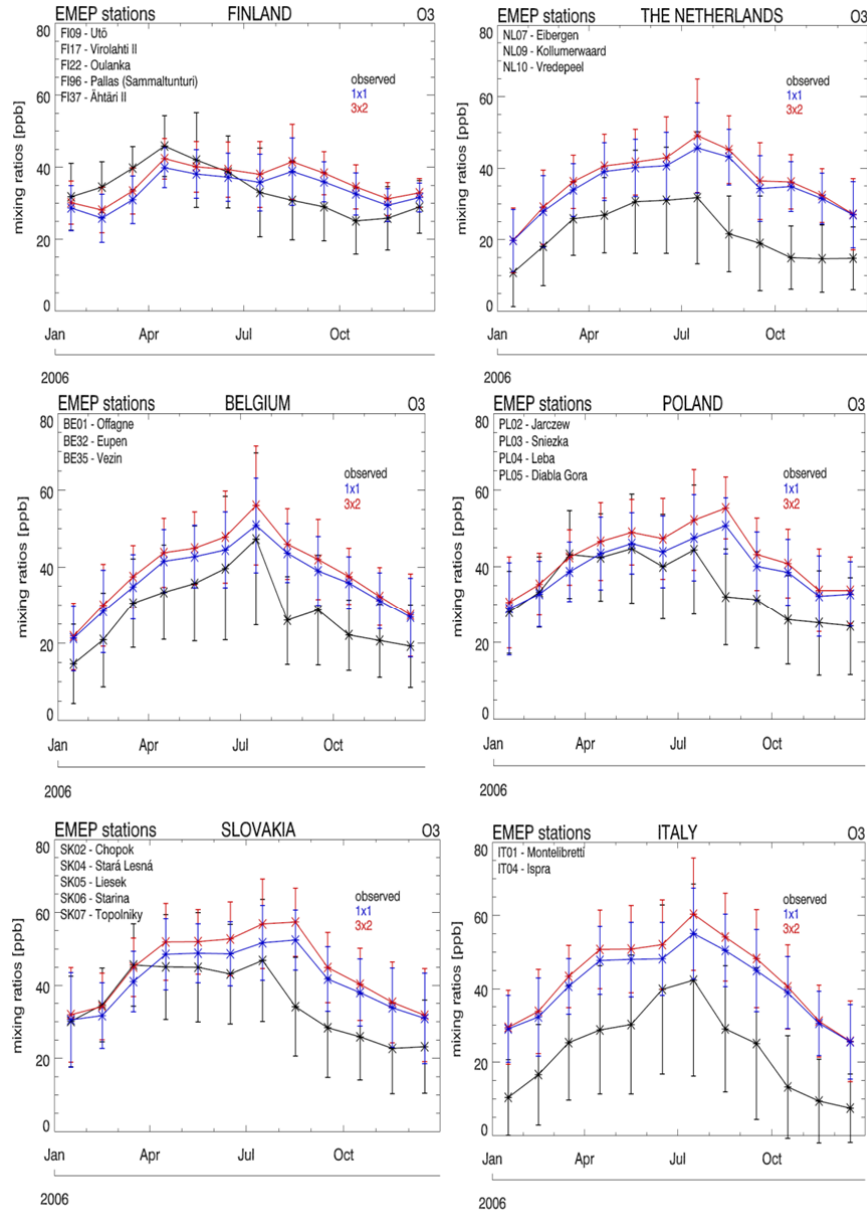 EMEP stations FINLAND O3
FI09 - Utö
FI17 - Virolahti II
FI22 - Oulanka
FI96 - Pallas (Sammaltunturi)
FI37 - Ähtäri II
observed
1x1
3x2
mixing ratios [ppb]
80
60
40
20
0
Jan Apr Jul Oct
2006
EMEP stations THE NETHERLANDS O3
NL07 - Eibergen
NL09 - Kollumerwaard
NL10 - Vredepeel
observed
1x1
3x2
mixing ratios [ppb]
80
60
40
20
0
Jan Apr Jul Oct
2006
EMEP stations BELGIUM O3
BE01 - Offagne
BE32 - Eupen
BE35 - Vezin
observed
1x1
3x2
mixing ratios [ppb]
80
60
40
20
0
Jan Apr Jul Oct
2006
EMEP stations POLAND O3
PL02 - Jarczew
PL03 - Sniezka
PL04 - Leba
PL05 - Diabla Gora
observed
1x1
3x2
mixing ratios [ppb]
80
60
40
20
0
Jan Apr Jul Oct
2006
EMEP stations SLOVAKIA O3
SK02 - Chopok
SK04 - Stará Lesná
SK05 - Liesek
SK06 - Starina
SK07 - Topolniky
observed
1x1
3x2
mixing ratios [ppb]
80
60
40
20
0
Jan Apr Jul Oct
2006
EMEP stations ITALY O3
IT01 - Montelibretti
IT04 - Ispra
observed
1x1
3x2
mixing ratios [ppb]
80
60
40
20
0
Jan Apr Jul Oct
2006